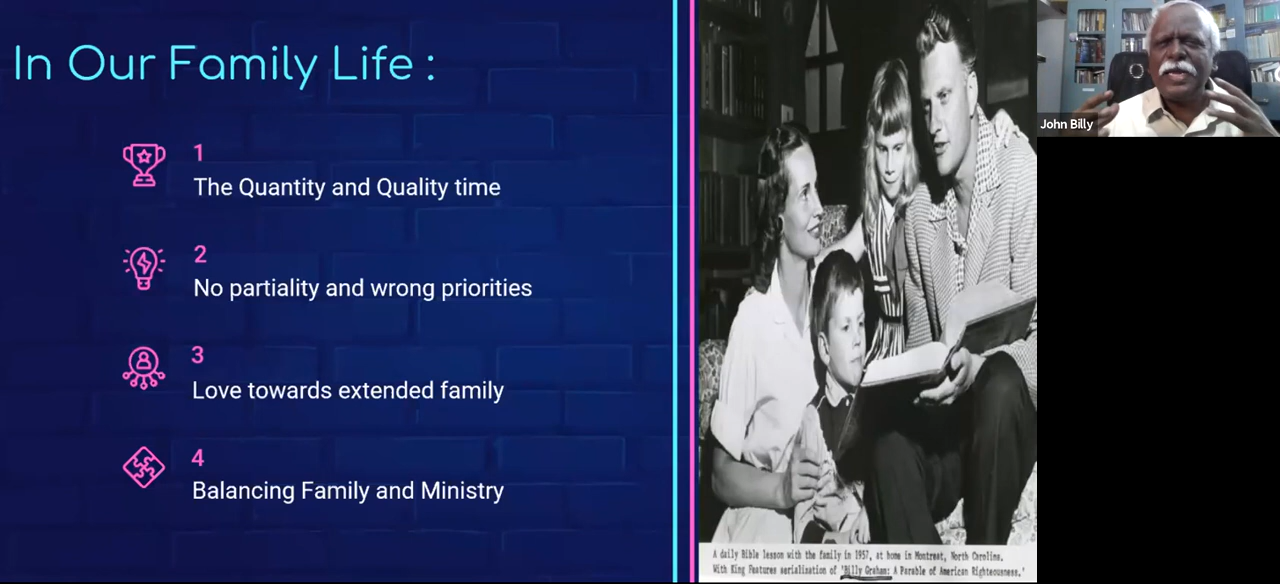 In Our Family Life :
1
The Quantity and Quality time
2
No partiality and wrong priorities
3
Love towards extended family
4
Balancing Family and Ministry
A daily Bible lesson with the family in 1957, at home in Montreat, North Carolina.
With King Features serialization of 'Billy Graham: A Parable of American Righteousness.'
John Billy